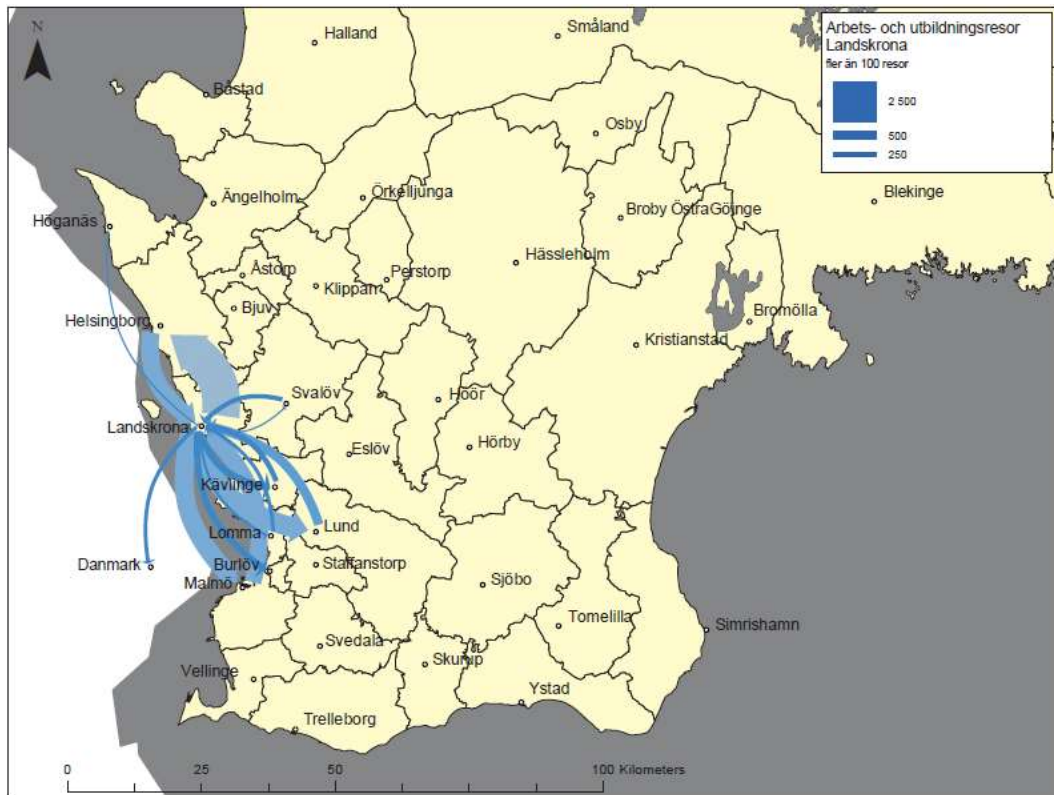 N
Halland
Småland
Arbets- och utbildningsresor
Landskrona
fler än 100 resor
2 500
500
250
Båstad
Osby
Ängelholm
Örkelljunga
Blekinge
Höganäs
Broby ÖstraGöinge
Åstorp
Perstorp
Hässleholm
Klippan
Bjuv
Bromölla
Helsingborg
Kristianstad
Svalöv
Höör
Landskrona
Hörby
Eslöv
Kävlinge
Lomma
Lund
Danmark
Burlöv
Staffanstorp
Malmö
Sjöbo
Tomelilla
Simrishamn
Svedala
Skurup
Vellinge
Ystad
Trelleborg
0 25 50 100 Kilometers